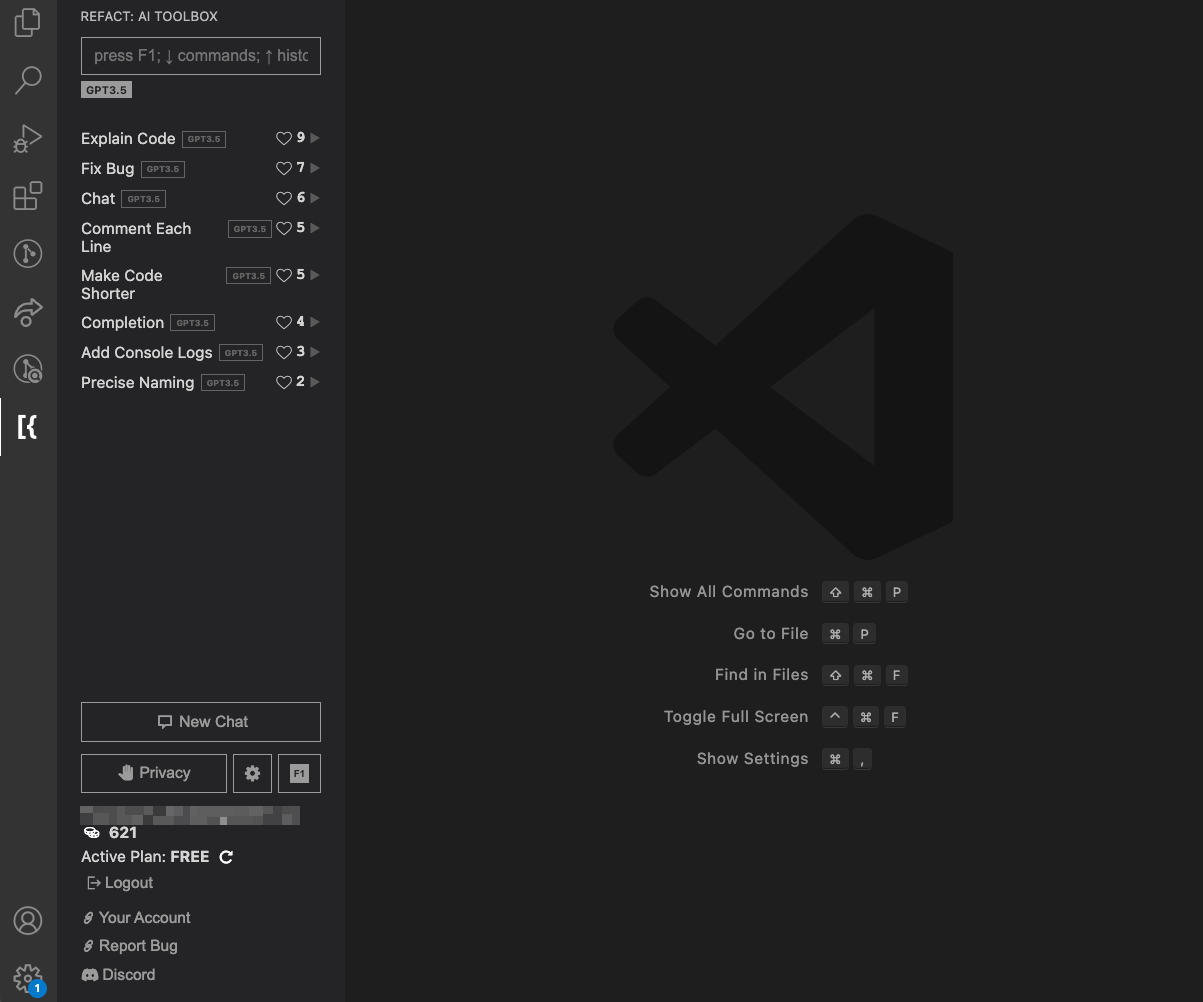 REFACT: AI TOOLBOX
press F1; ↓ commands; ↑ histo
GPT3.5
Explain Code GPT3.5 9
Fix Bug GPT3.5 7
Chat GPT3.5 6
Comment Each Line GPT3.5 5
Make Code Shorter GPT3.5 5
Completion GPT3.5 4
Add Console Logs GPT3.5 3
Precise Naming GPT3.5 2
New Chat
Privacy F1
621
Active Plan: FREE
Logout
Your Account
Report Bug
Discord
1
Show All Commands ⇧ ⌘ P
Go to File ⌘ P
Find in Files ⇧ ⌘ F
Toggle Full Screen ^ ⌘ F
Show Settings ⌘ ,